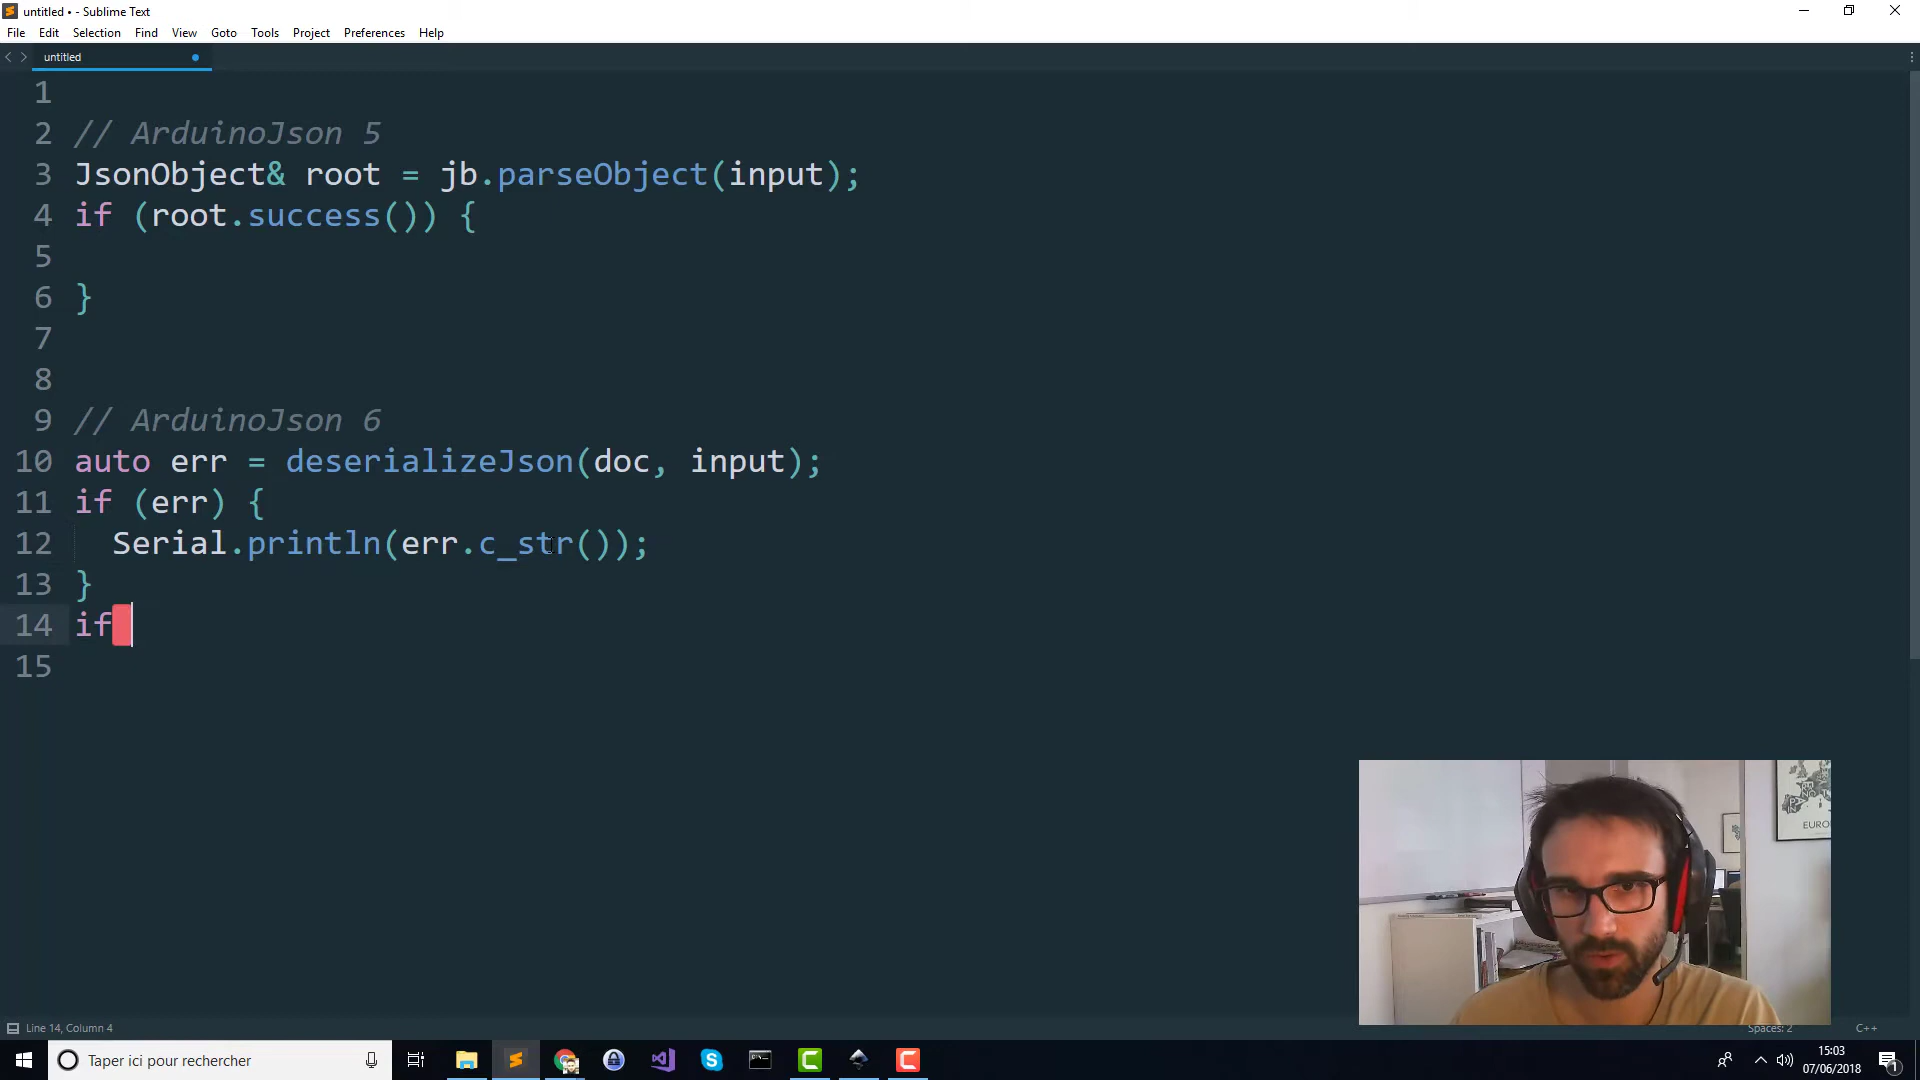 untitled • - Sublime Text
File Edit Selection Find View Goto Tools Project Preferences Help
untitled
1
2 // ArduinoJson 5
3 JsonObject& root = jb.parseObject(input);
4 if (root.success()) {
5
6 }
7
8
9 // ArduinoJson 6
10 auto err = deserializeJson(doc, input);
11 if (err) {
12 Serial.println(err.c_str());
13 }
14 if
15
EURO
Line 14, Column 4
Spaces: 2 C++
Taper ici pour rechercher
15:03
07/06/2018
1